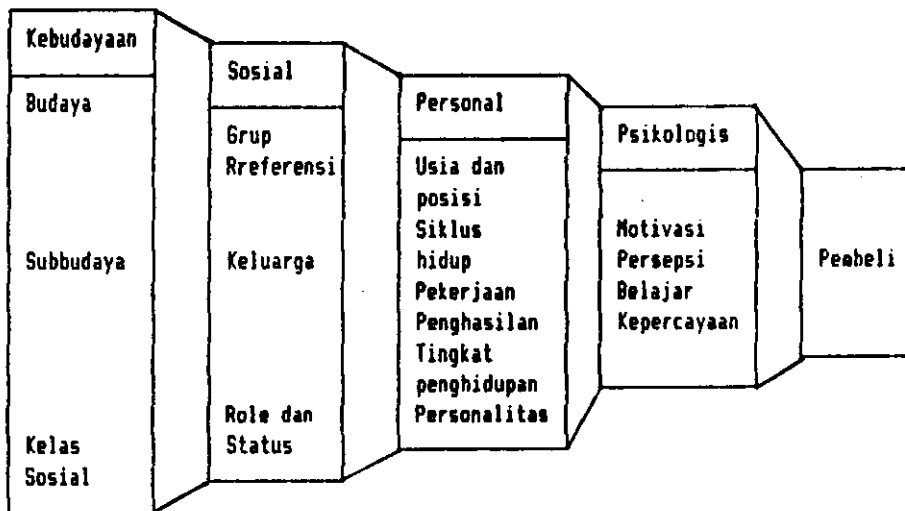 Kebudayaan
Budaya
Subbudaya
Kelas
Sosial
Sosial
Grup
Rreferensi
Keluarga
Role dan
Status
Personal
Usia dan
posisi
Siklus
hidup
Pekerjaan
Penghasilan
Tingkat
penghidupan
Personalitas
Psikologis
Motivasi
Persepsi
Belajar
Kepercayaan
Pembeli